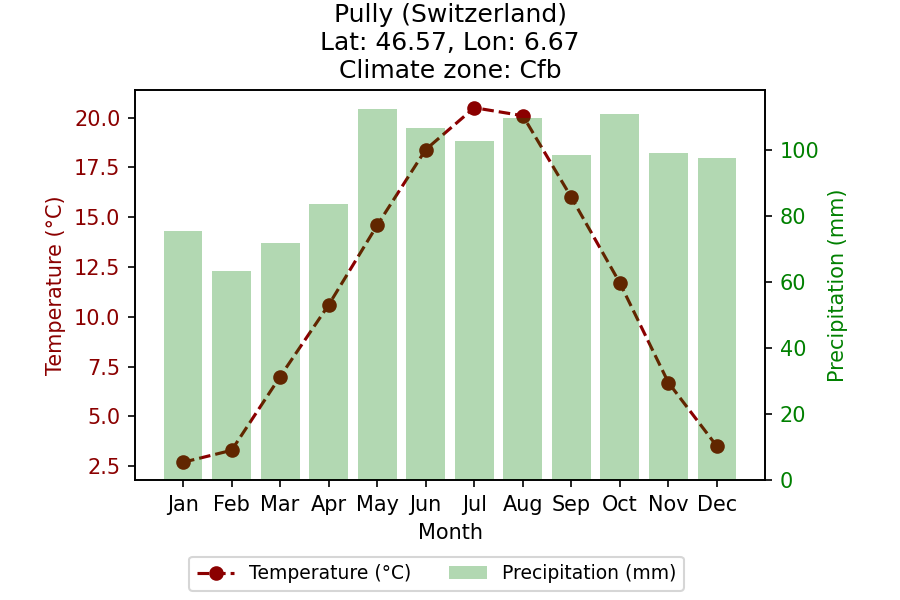 Pully (Switzerland)
Lat: 46.57, Lon: 6.67
Climate zone: Cfb
20.0
17.5
15.0
12.5
10.0
7.5
5.0
2.5
Temperature (°C)
100
80
60
40
20
0
Precipitation (mm)
Jan Feb Mar Apr May Jun Jul Aug Sep Oct Nov Dec
Month
Temperature (°C) Precipitation (mm)